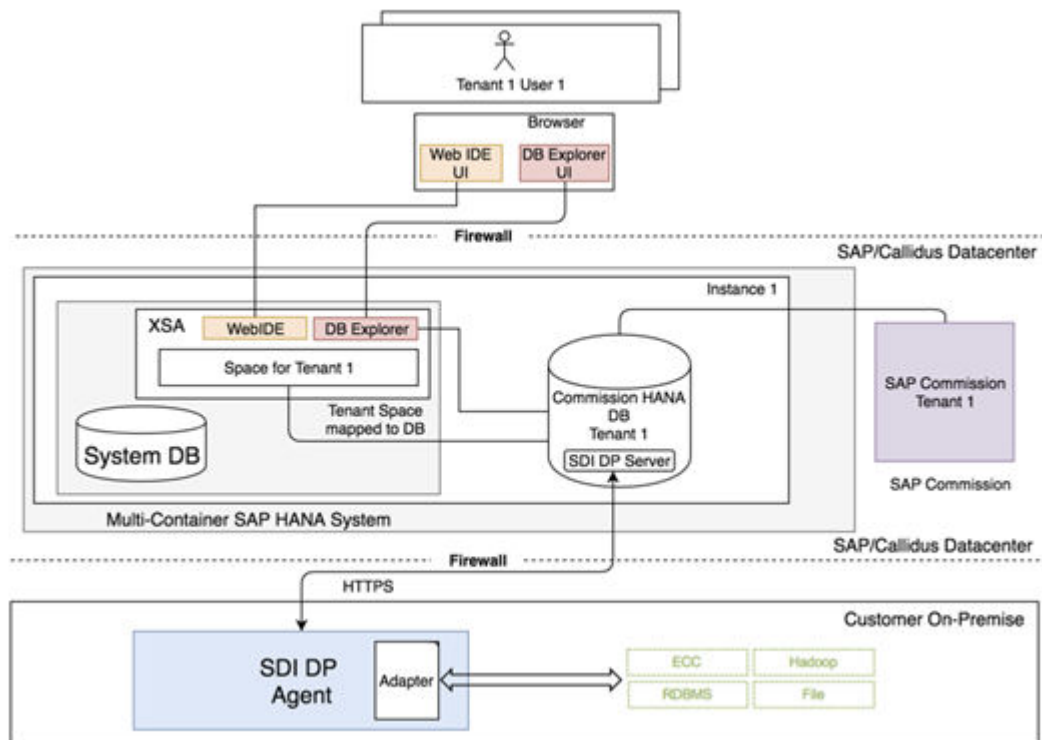 Tenant 1 User 1
Browser
Web IDE
UI
DB Explorer
UI
Firewall
SAP/Callidus Datacenter
Instance 1
XSA
WebIDE
DB Explorer
Space for Tenant 1
Tenant Space
mapped to DB
System DB
Commission HANA
DB
Tenant 1
SDI DP Server
SAP Commission
Tenant 1
SAP Commission
Multi-Container SAP HANA System
SAP/Callidus Datacenter
Firewall
HTTPS
Customer On-Premise
SDI DP
Agent
Adapter
ECC
Hadoop
RDBMS
File